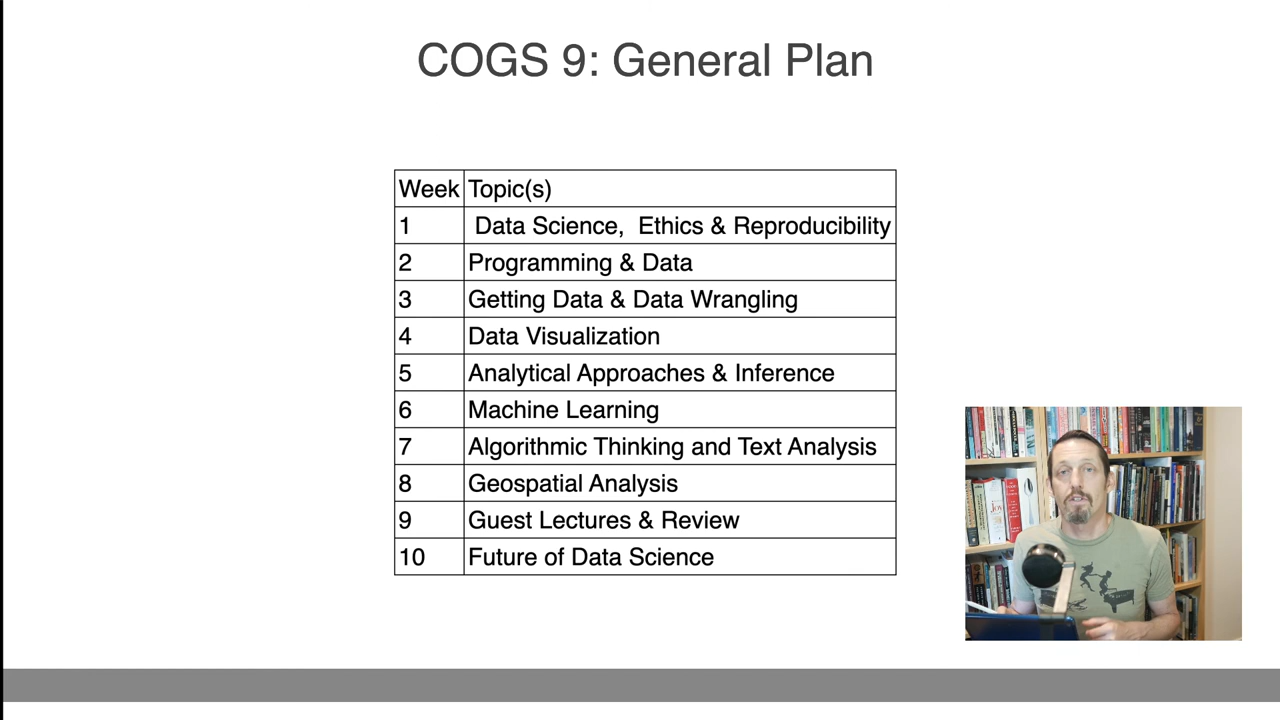 COGS 9: General Plan
Week Topic(s)
1 Data Science, Ethics & Reproducibility
2 Programming & Data
3 Getting Data & Data Wrangling
4 Data Visualization
5 Analytical Approaches & Inference
6 Machine Learning
7 Algorithmic Thinking and Text Analysis
8 Geospatial Analysis
9 Guest Lectures & Review
10 Future of Data Science